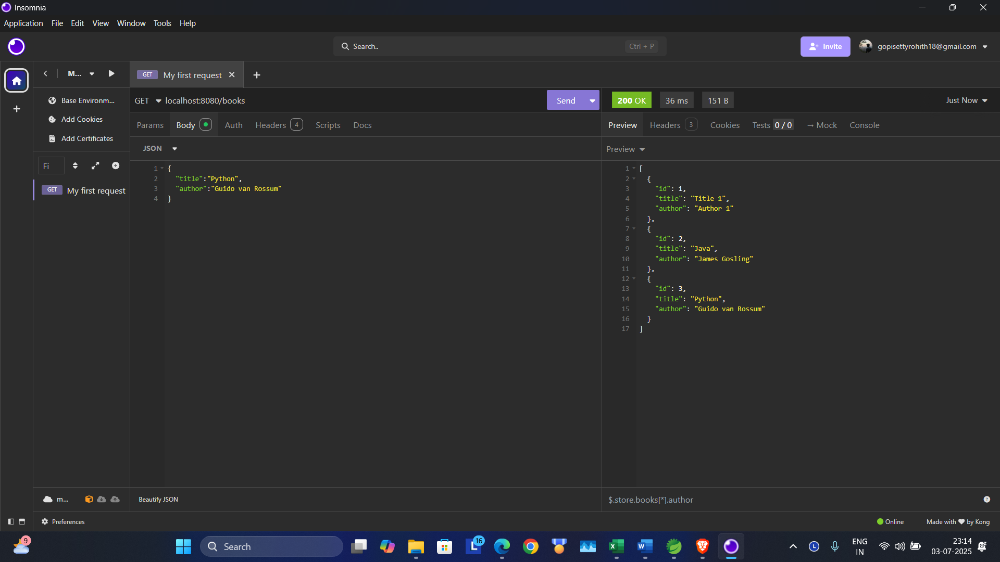 Insomnia
Application File Edit View Window Tools Help
Search.. Ctrl + P
Invite gopisettyrohith18@gmail.com
M...
GET My first request
Base Environm...
Add Cookies
Add Certificates
Fi
GET My first request
GET localhost:8080/books Send
Params Body Auth Headers 4 Scripts Docs
JSON
1 {
2 "title":"Python",
3 "author":"Guido van Rossum"
4 }
Beautify JSON
200 OK 36 ms 151 B Just Now
Preview Headers 3 Cookies Tests 0 / 0 → Mock Console
Preview
1 [
2 {
3 "id": 1,
4 "title": "Title 1",
5 "author": "Author 1"
6 },
7 {
8 "id": 2,
9 "title": "Java",
10 "author": "James Gosling"
11 },
12 {
13 "id": 3,
14 "title": "Python",
15 "author": "Guido van Rossum"
16 }
17 ]
$.store.books[*].author
m...
Preferences
Online Made with by Kong
9
Search
16
L
ENG
IN
23:14
03-07-2025